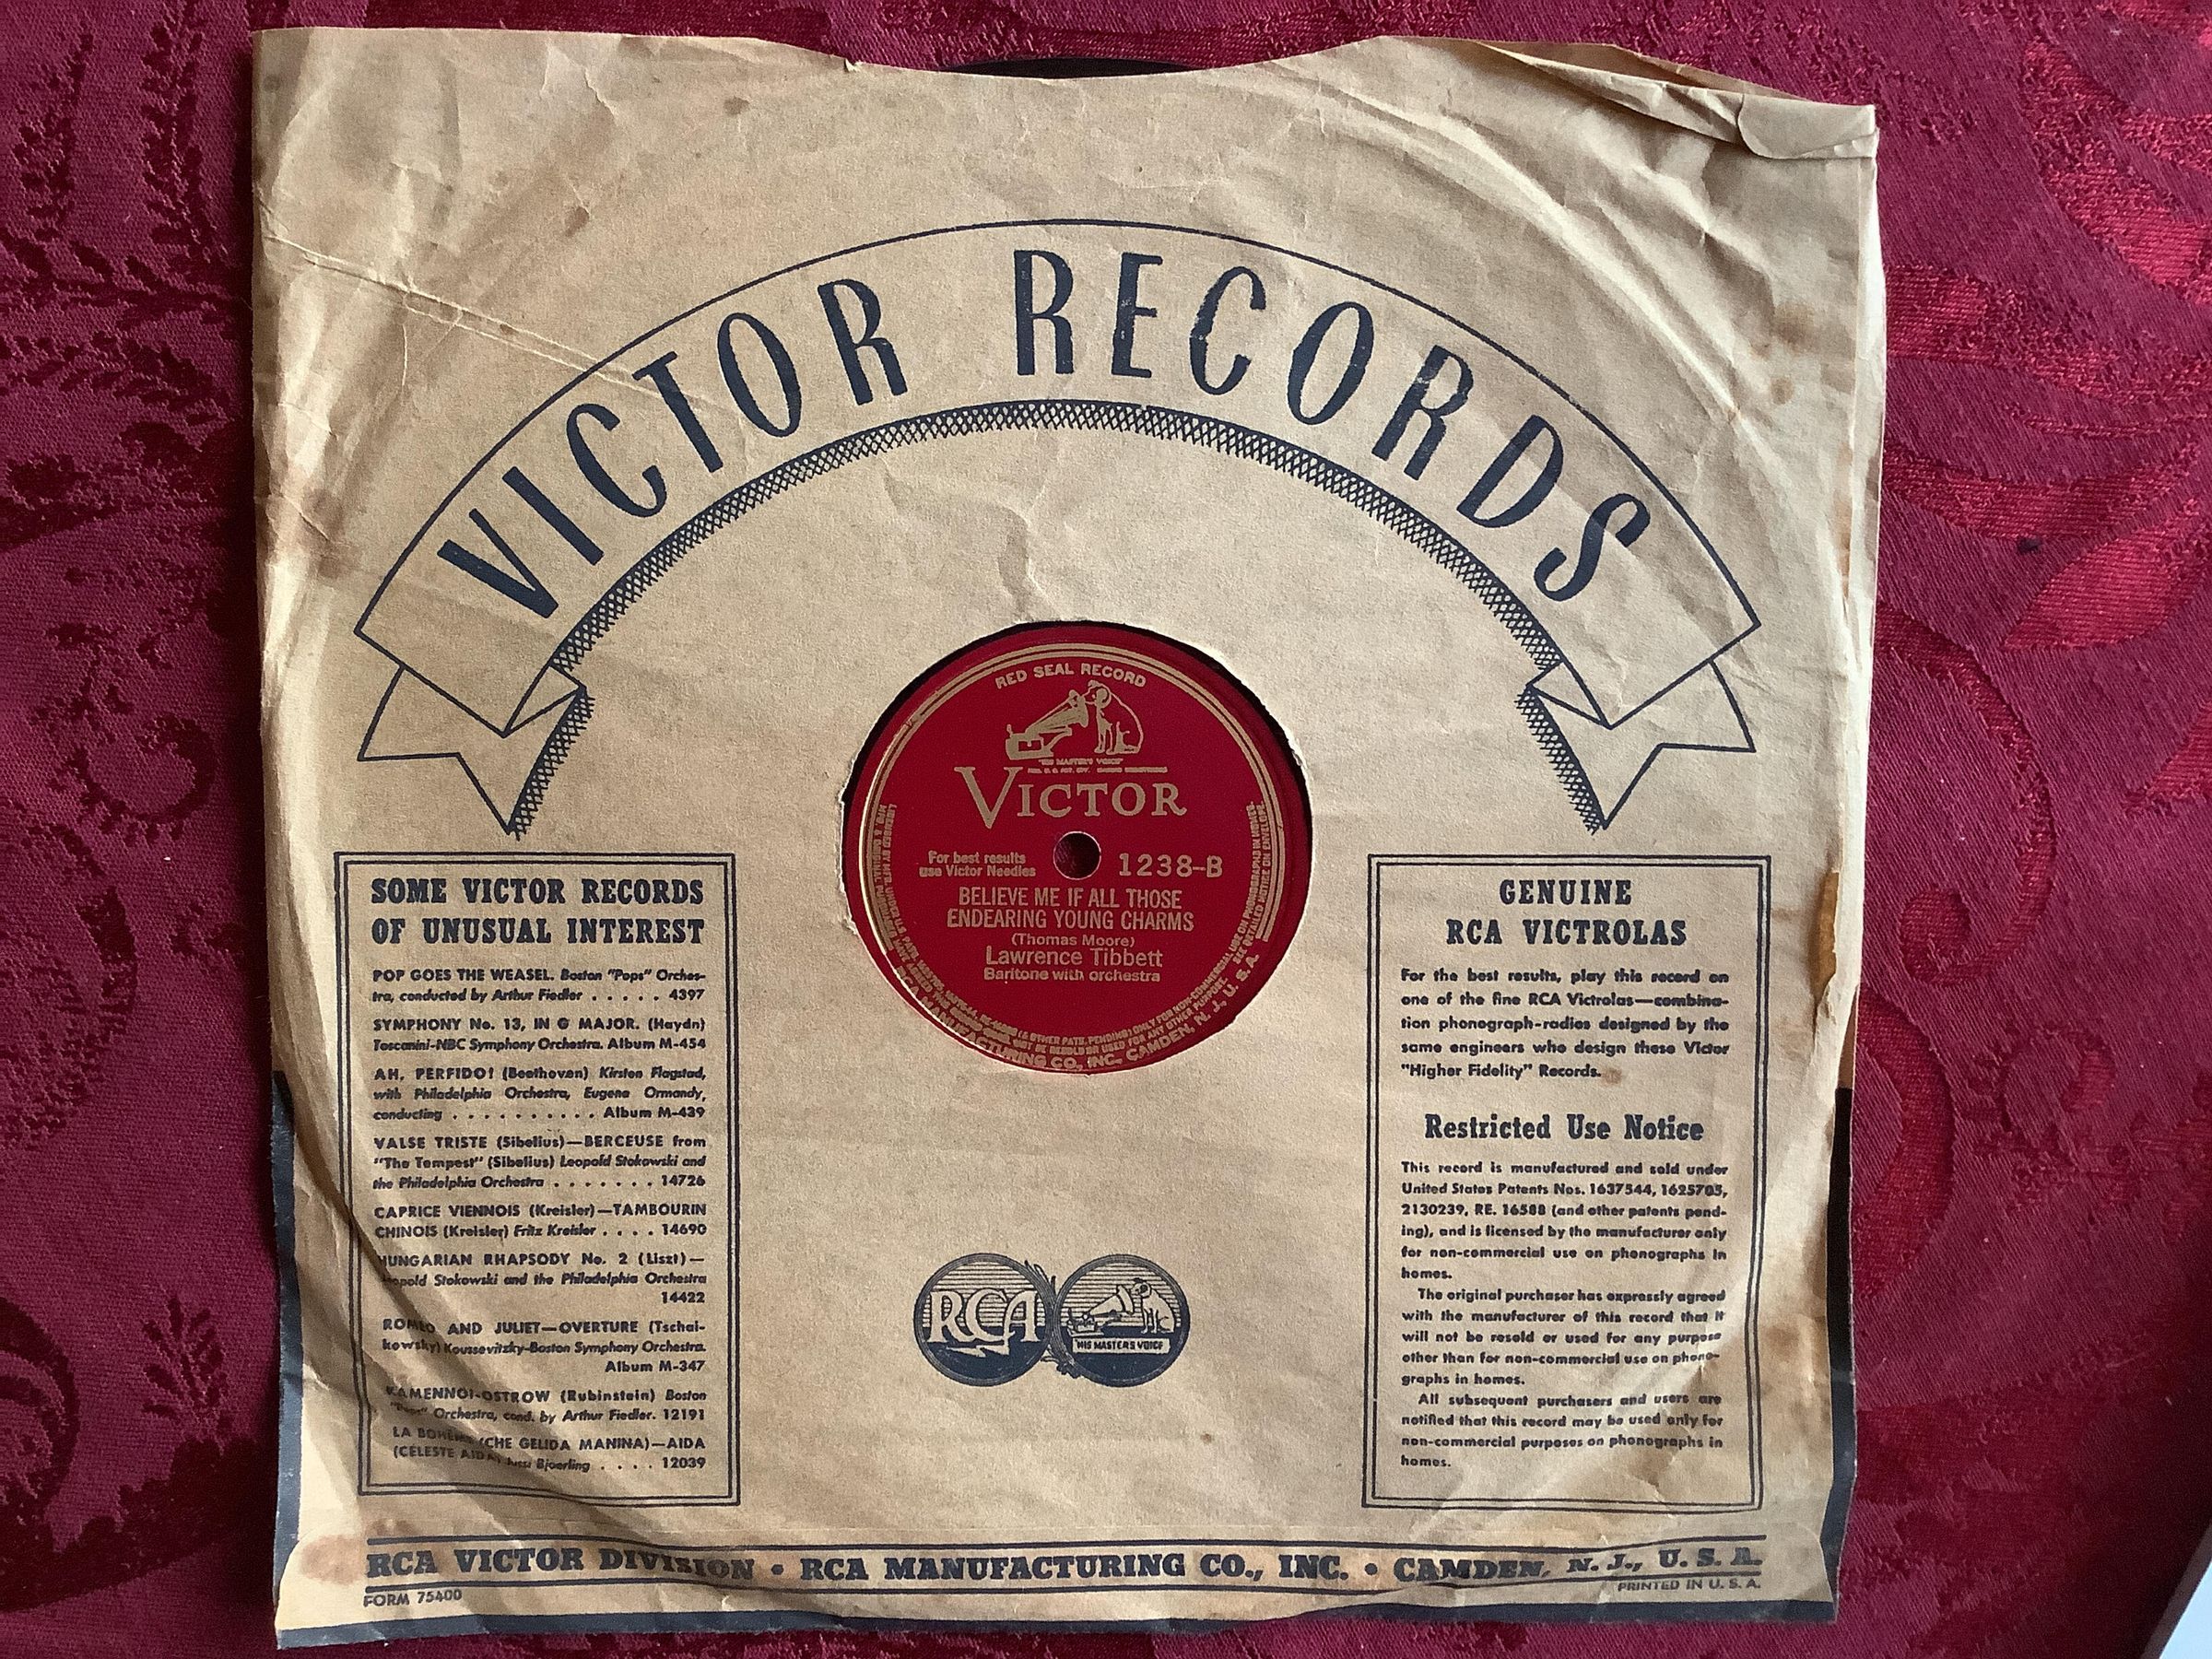 VICTOR RECORDS
RED SEAL RECORD
"HIS MASTER'S VOICE"
VICTOR
For best results
use Victor Needles
1238-B
BELIEVE ME IF ALL THOSE
ENDEARING YOUNG CHARMS
(Thomas Moore)
Lawrence Tibbett
Baritone with orchestra
RCA MANUFACTURING CO., INC., CAMDEN, N. J., U. S. A.
SOME VICTOR RECORDS
OF UNUSUAL INTEREST
POP GOES THE WEASEL. Boston "Pops" Orches-
tra, conducted by Arthur Fiedler . . . . . 4397
SYMPHONY No. 13, IN G MAJOR. (Haydn)
Toscanini-NBC Symphony Orchestra. Album M-454
AH, PERFIDO! (Beethoven) Kirsten Flagstad,
with Philadelphia Orchestra, Eugene Ormandy,
conducting . . . . . . . . . . Album M-439
VALSE TRISTE (Sibelius)—BERCEUSE from
"The Tempest" (Sibelius) Leopold Stokowski and
the Philadelphia Orchestra . . . . . . . 14726
CAPRICE VIENNOIS (Kreisler)—TAMBOURIN
CHINOIS (Kreisler) Fritz Kreisler . . . . 14690
HUNGARIAN RHAPSODY No. 2 (Liszt)—
Leopold Stokowski and the Philadelphia Orchestra
14422
ROMEO AND JULIET—OVERTURE (Tschai-
kowsky) Koussevitzky-Boston Symphony Orchestra.
Album M-347
KAMENNOI-OSTROW (Rubinstein) Boston
"Pops" Orchestra, cond. by Arthur Fiedler. 12191
LA BOHEME (CHE GELIDA MANINA)—AIDA
(CELESTE AIDA) Jussi Bjoerling . . . . 12039
GENUINE
RCA VICTROLAS
For the best results, play this record on
one of the fine RCA Victrolas—combina-
tion phonograph-radios designed by the
same engineers who design these Victor
"Higher Fidelity" Records.
Restricted Use Notice
This record is manufactured and sold under
United States Patents Nos. 1637544, 1625705,
2130239, RE. 16588 (and other patents pend-
ing), and is licensed by the manufacturer only
for non-commercial use on phonographs in
homes.
The original purchaser has expressly agreed
with the manufacturer of this record that it
will not be resold or used for any purpose
other than for non-commercial use on phono-
graphs in homes.
All subsequent purchasers and users are
notified that this record may be used only for
non-commercial purposes on phonographs in
homes.
RCA
"HIS MASTER'S VOICE"
RCA VICTOR DIVISION • RCA MANUFACTURING CO., INC. • CAMDEN, N. J., U. S. A.
FORM 75400
PRINTED IN U. S. A.